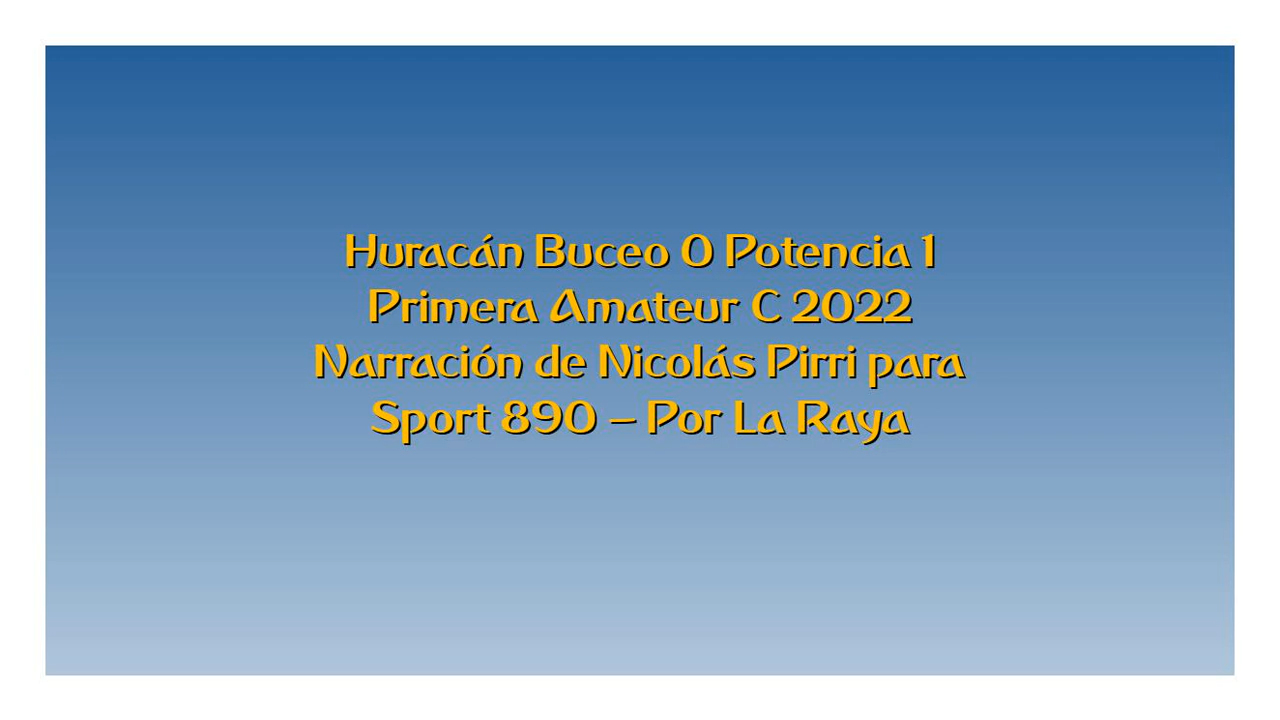 Huracán Buceo 0 Potencia 1
Primera Amateur C 2022
Narración de Nicolás Pirri para
Sport 890 – Por La Raya